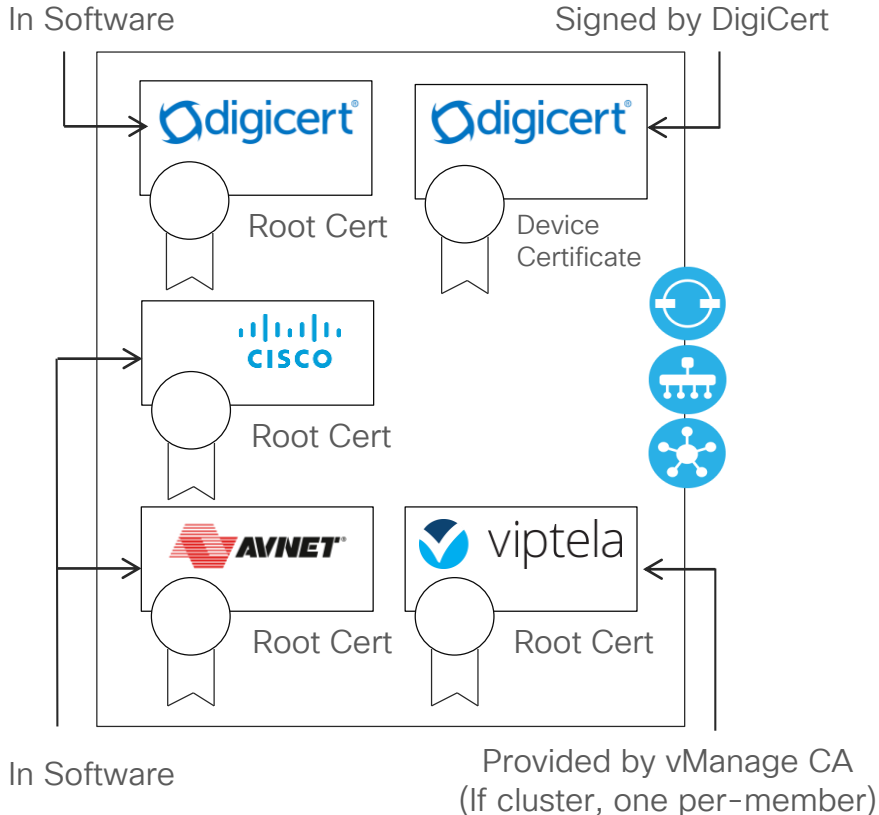 In Software
Signed by DigiCert
digicert®
digicert®
Root Cert
Device
Certificate
CISCO
Root Cert
AVNET®
viptela
Root Cert
Root Cert
In Software
Provided by vManage CA
(If cluster, one per-member)